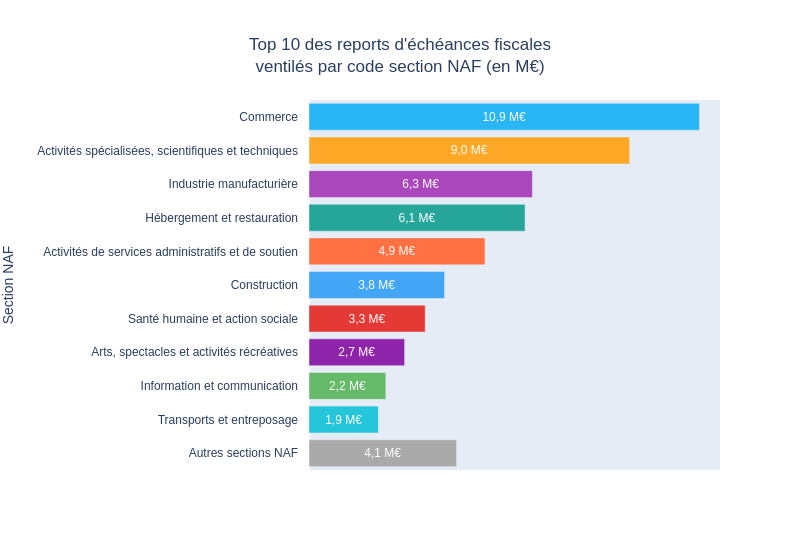 Top 10 des reports d'échéances fiscales
ventilés par code section NAF (en M€)
Section NAF
Commerce 10,9 M€
Activités spécialisées, scientifiques et techniques 9,0 M€
Industrie manufacturière 6,3 M€
Hébergement et restauration 6,1 M€
Activités de services administratifs et de soutien 4,9 M€
Construction 3,8 M€
Santé humaine et action sociale 3,3 M€
Arts, spectacles et activités récréatives 2,7 M€
Information et communication 2,2 M€
Transports et entreposage 1,9 M€
Autres sections NAF 4,1 M€